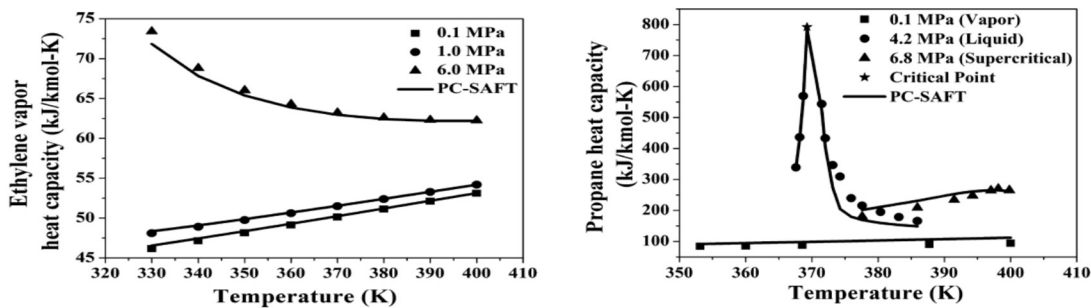 Ethylene vapor
heat capacity (kJ/kmol-K)
75
70
65
60
55
50
45
0.1 MPa
1.0 MPa
6.0 MPa
PC-SAFT
320 330 340 350 360 370 380 390 400 410
Temperature (K)
Propane heat capacity
(kJ/kmol-K)
800
700
600
500
400
300
200
100
0.1 MPa (Vapor)
4.2 MPa (Liquid)
6.8 MPa (Supercritical)
Critical Point
PC-SAFT
350 360 370 380 390 400 410
Temperature (K)